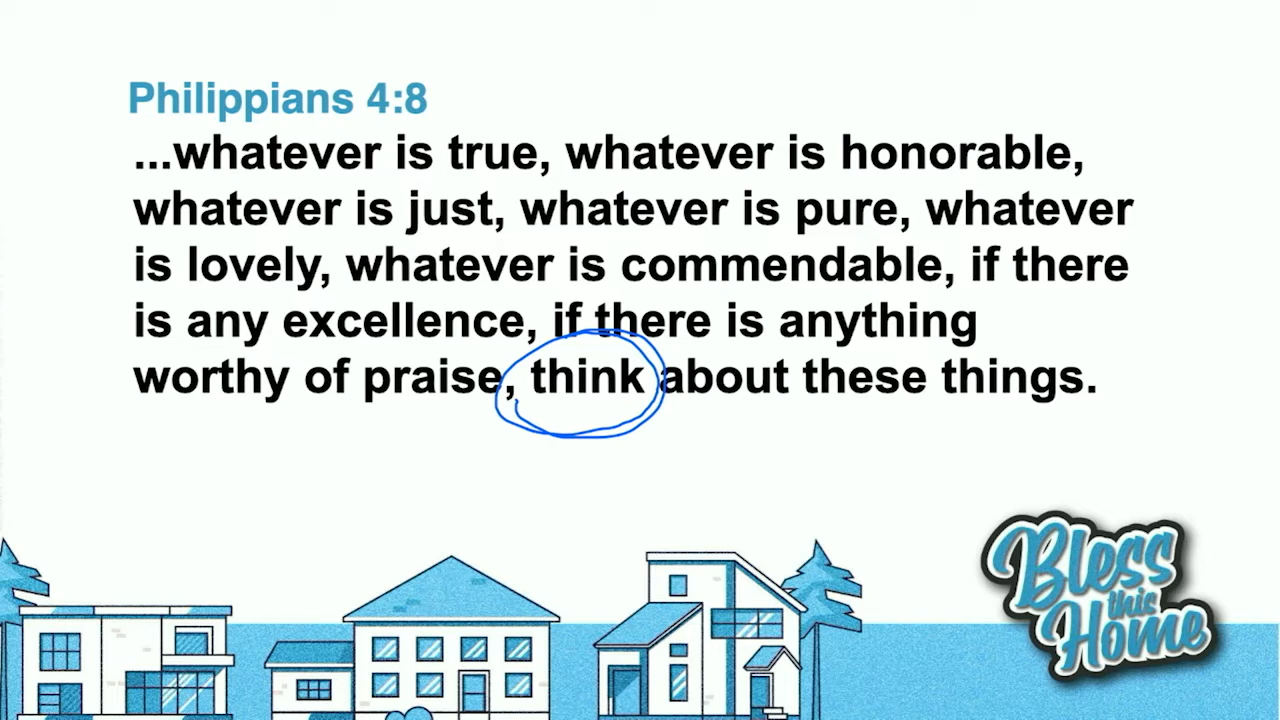 Philippians 4:8
...whatever is true, whatever is honorable,
whatever is just, whatever is pure, whatever
is lovely, whatever is commendable, if there
is any excellence, if there is anything
worthy of praise, think about these things.
Bless
this
Home